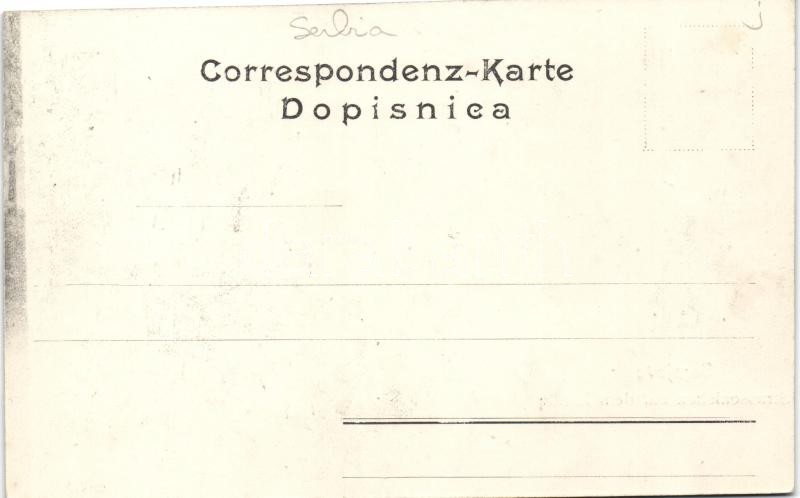 Serbia
Correspondenz-Karte
Dopisnica